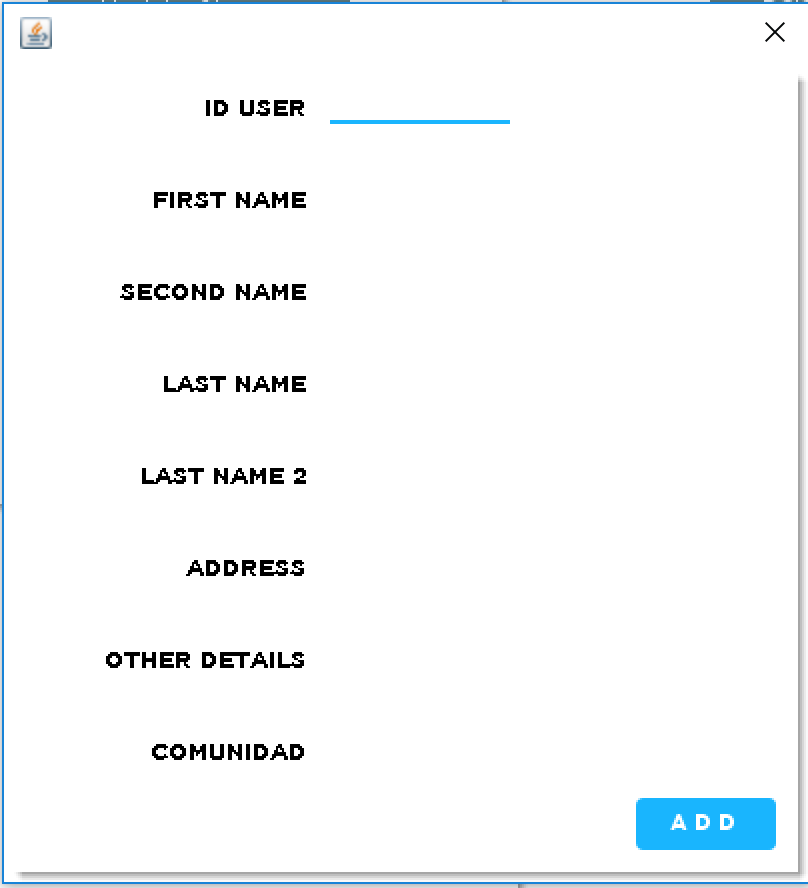 ID USER
FIRST NAME
SECOND NAME
LAST NAME
LAST NAME 2
ADDRESS
OTHER DETAILS
COMUNIDAD
ADD